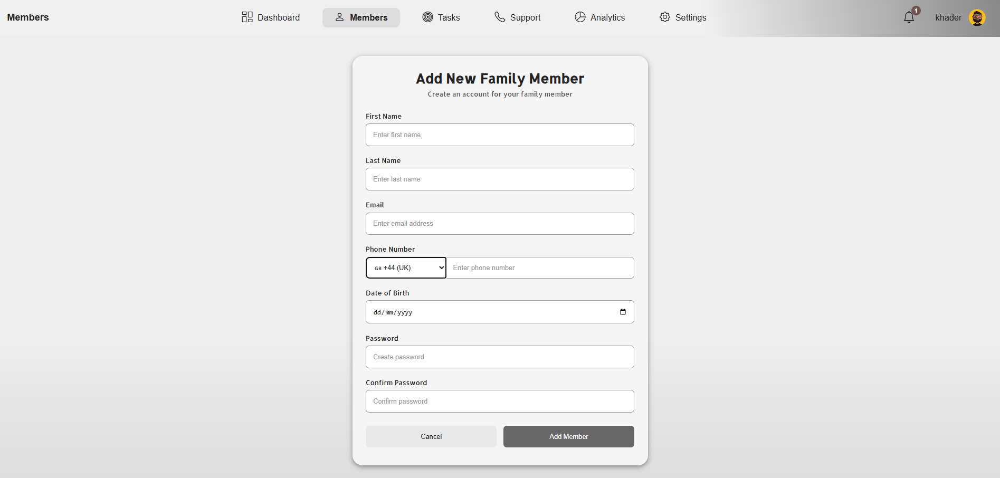 Members
Dashboard
Members
Tasks
Support
Analytics
Settings
1
khader
Add New Family Member
Create an account for your family member
First Name
Enter first name
Last Name
Enter last name
Email
Enter email address
Phone Number
GB +44 (UK)
Enter phone number
Date of Birth
dd/mm/yyyy
Password
Create password
Confirm Password
Confirm password
Cancel
Add Member